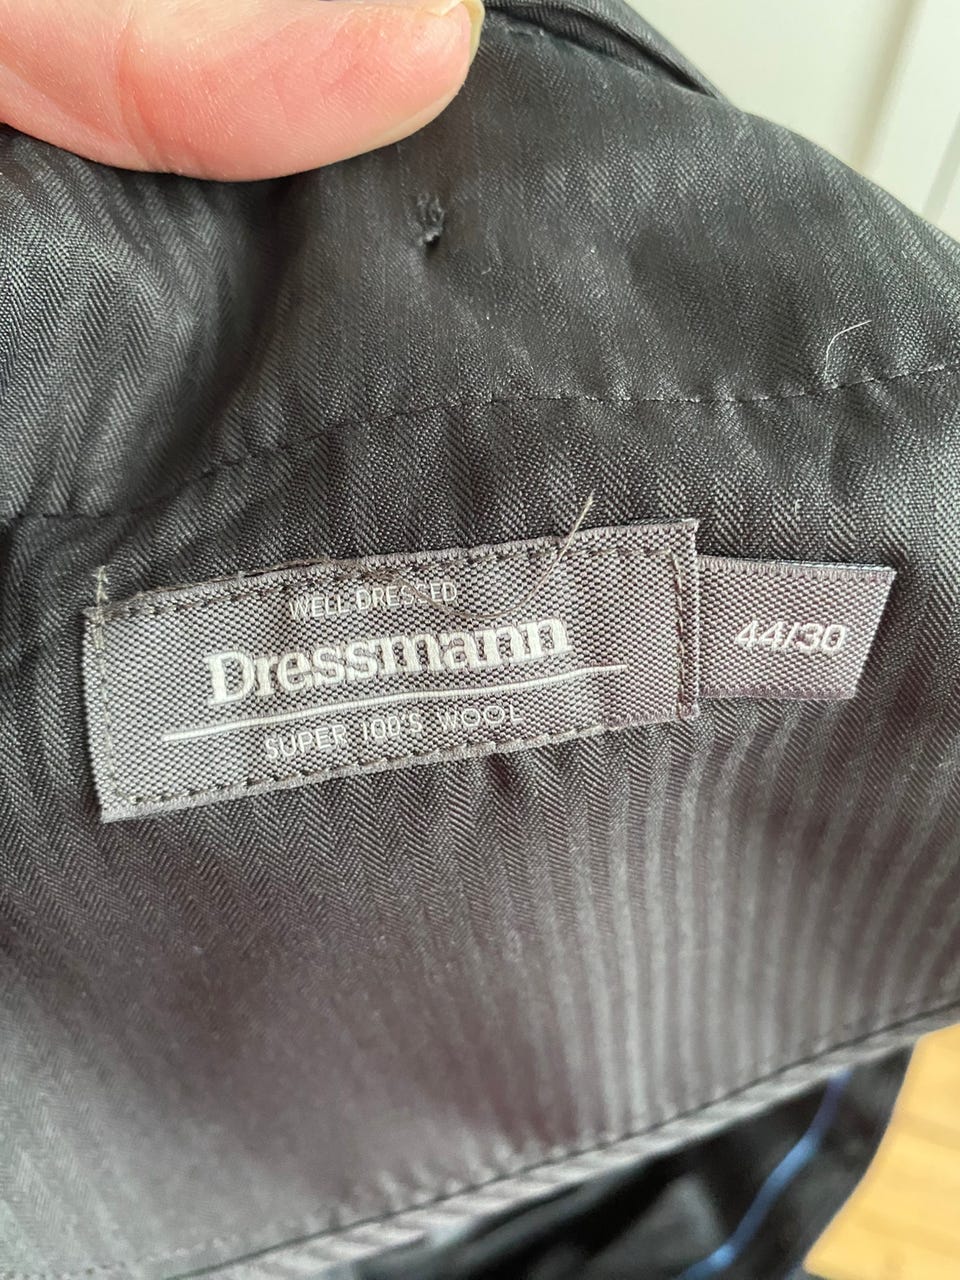 WELL DRESSED
Dressmann
SUPER 100'S WOOL
44/30